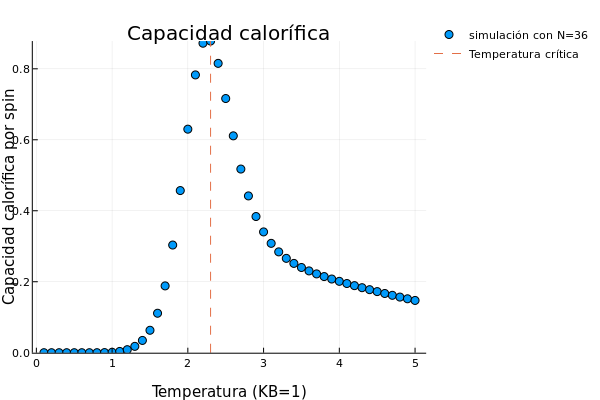 Capacidad calorífica
simulación con N=36
Temperatura crítica
Capacidad calorífica por spin
0.8
0.6
0.4
0.2
0.0
0 1 2 3 4 5
Temperatura (KB=1)